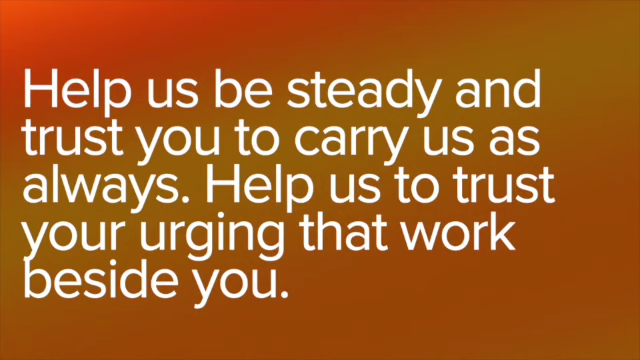 Help us be steady and
trust you to carry us as
always. Help us to trust
your urging that work
beside you.